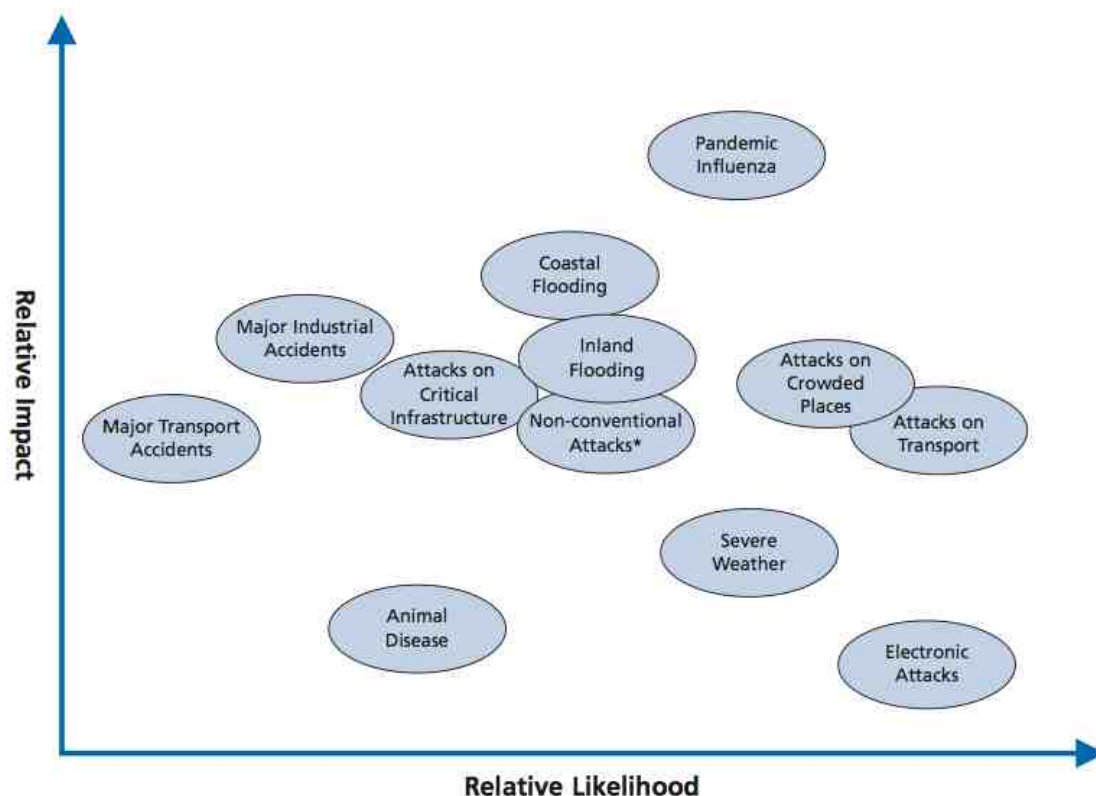 Pandemic
Influenza
Coastal
Flooding
Major Industrial
Accidents
Inland
Flooding
Attacks on
Critical
Infrastructure
Attacks on
Crowded
Places
Major Transport
Accidents
Non-conventional
Attacks*
Attacks on
Transport
Severe
Weather
Animal
Disease
Electronic
Attacks
Relative Impact
Relative Likelihood